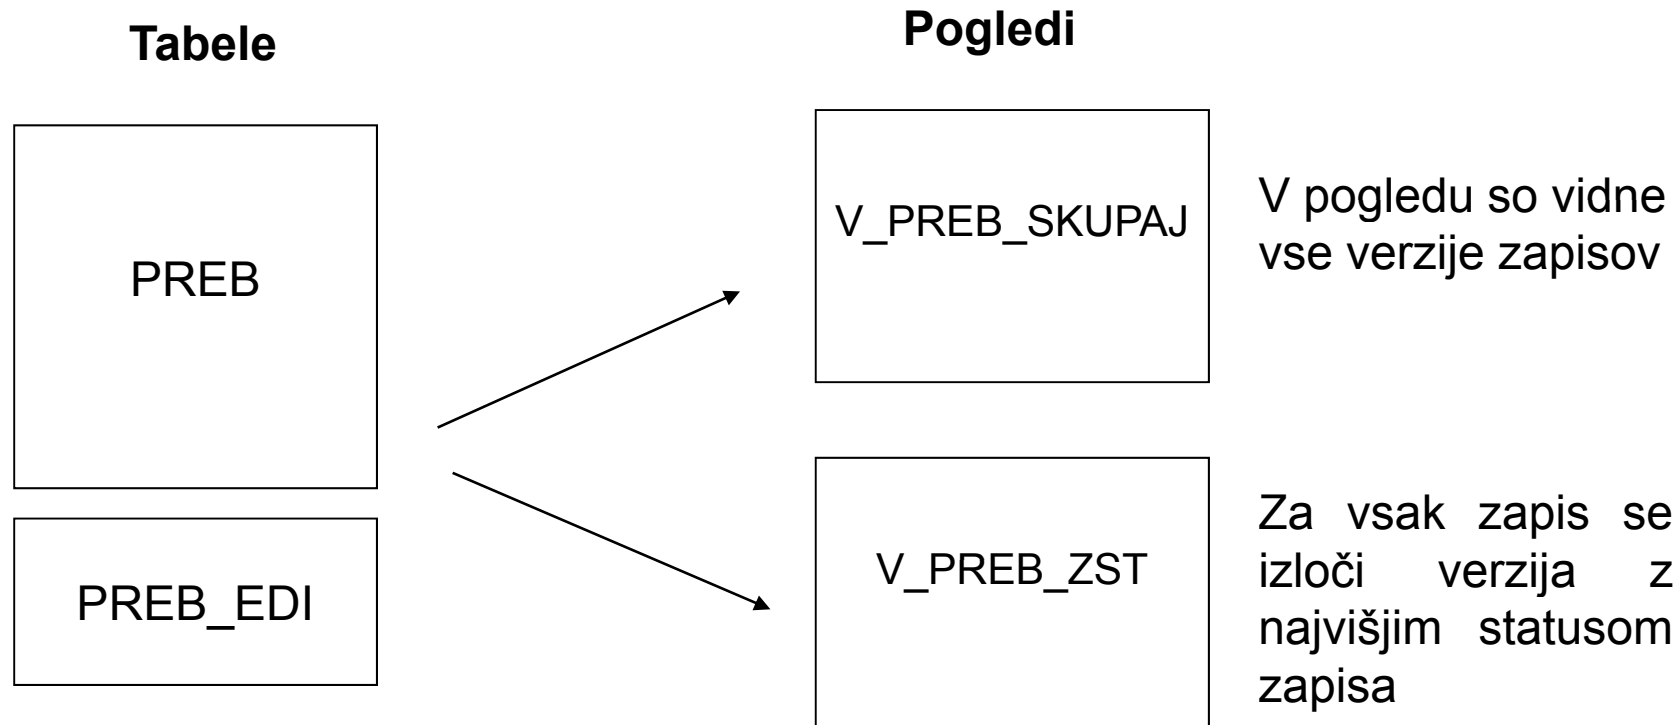 Tabele
Pogledi
PREB
PREB_EDI
V_PREB_SKUPAJ
V pogledu so vidne
vse verzije zapisov
V_PREB_ZST
Za vsak zapis se
izloči verzija z
najvišjim statusom
zapisa